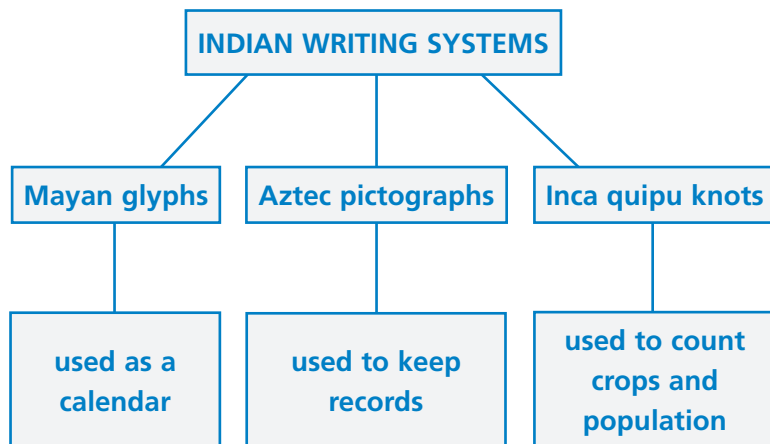 INDIAN WRITING SYSTEMS
Mayan glyphs
Aztec pictographs
Inca quipu knots
used as a
calendar
used to keep
records
used to count
crops and
population